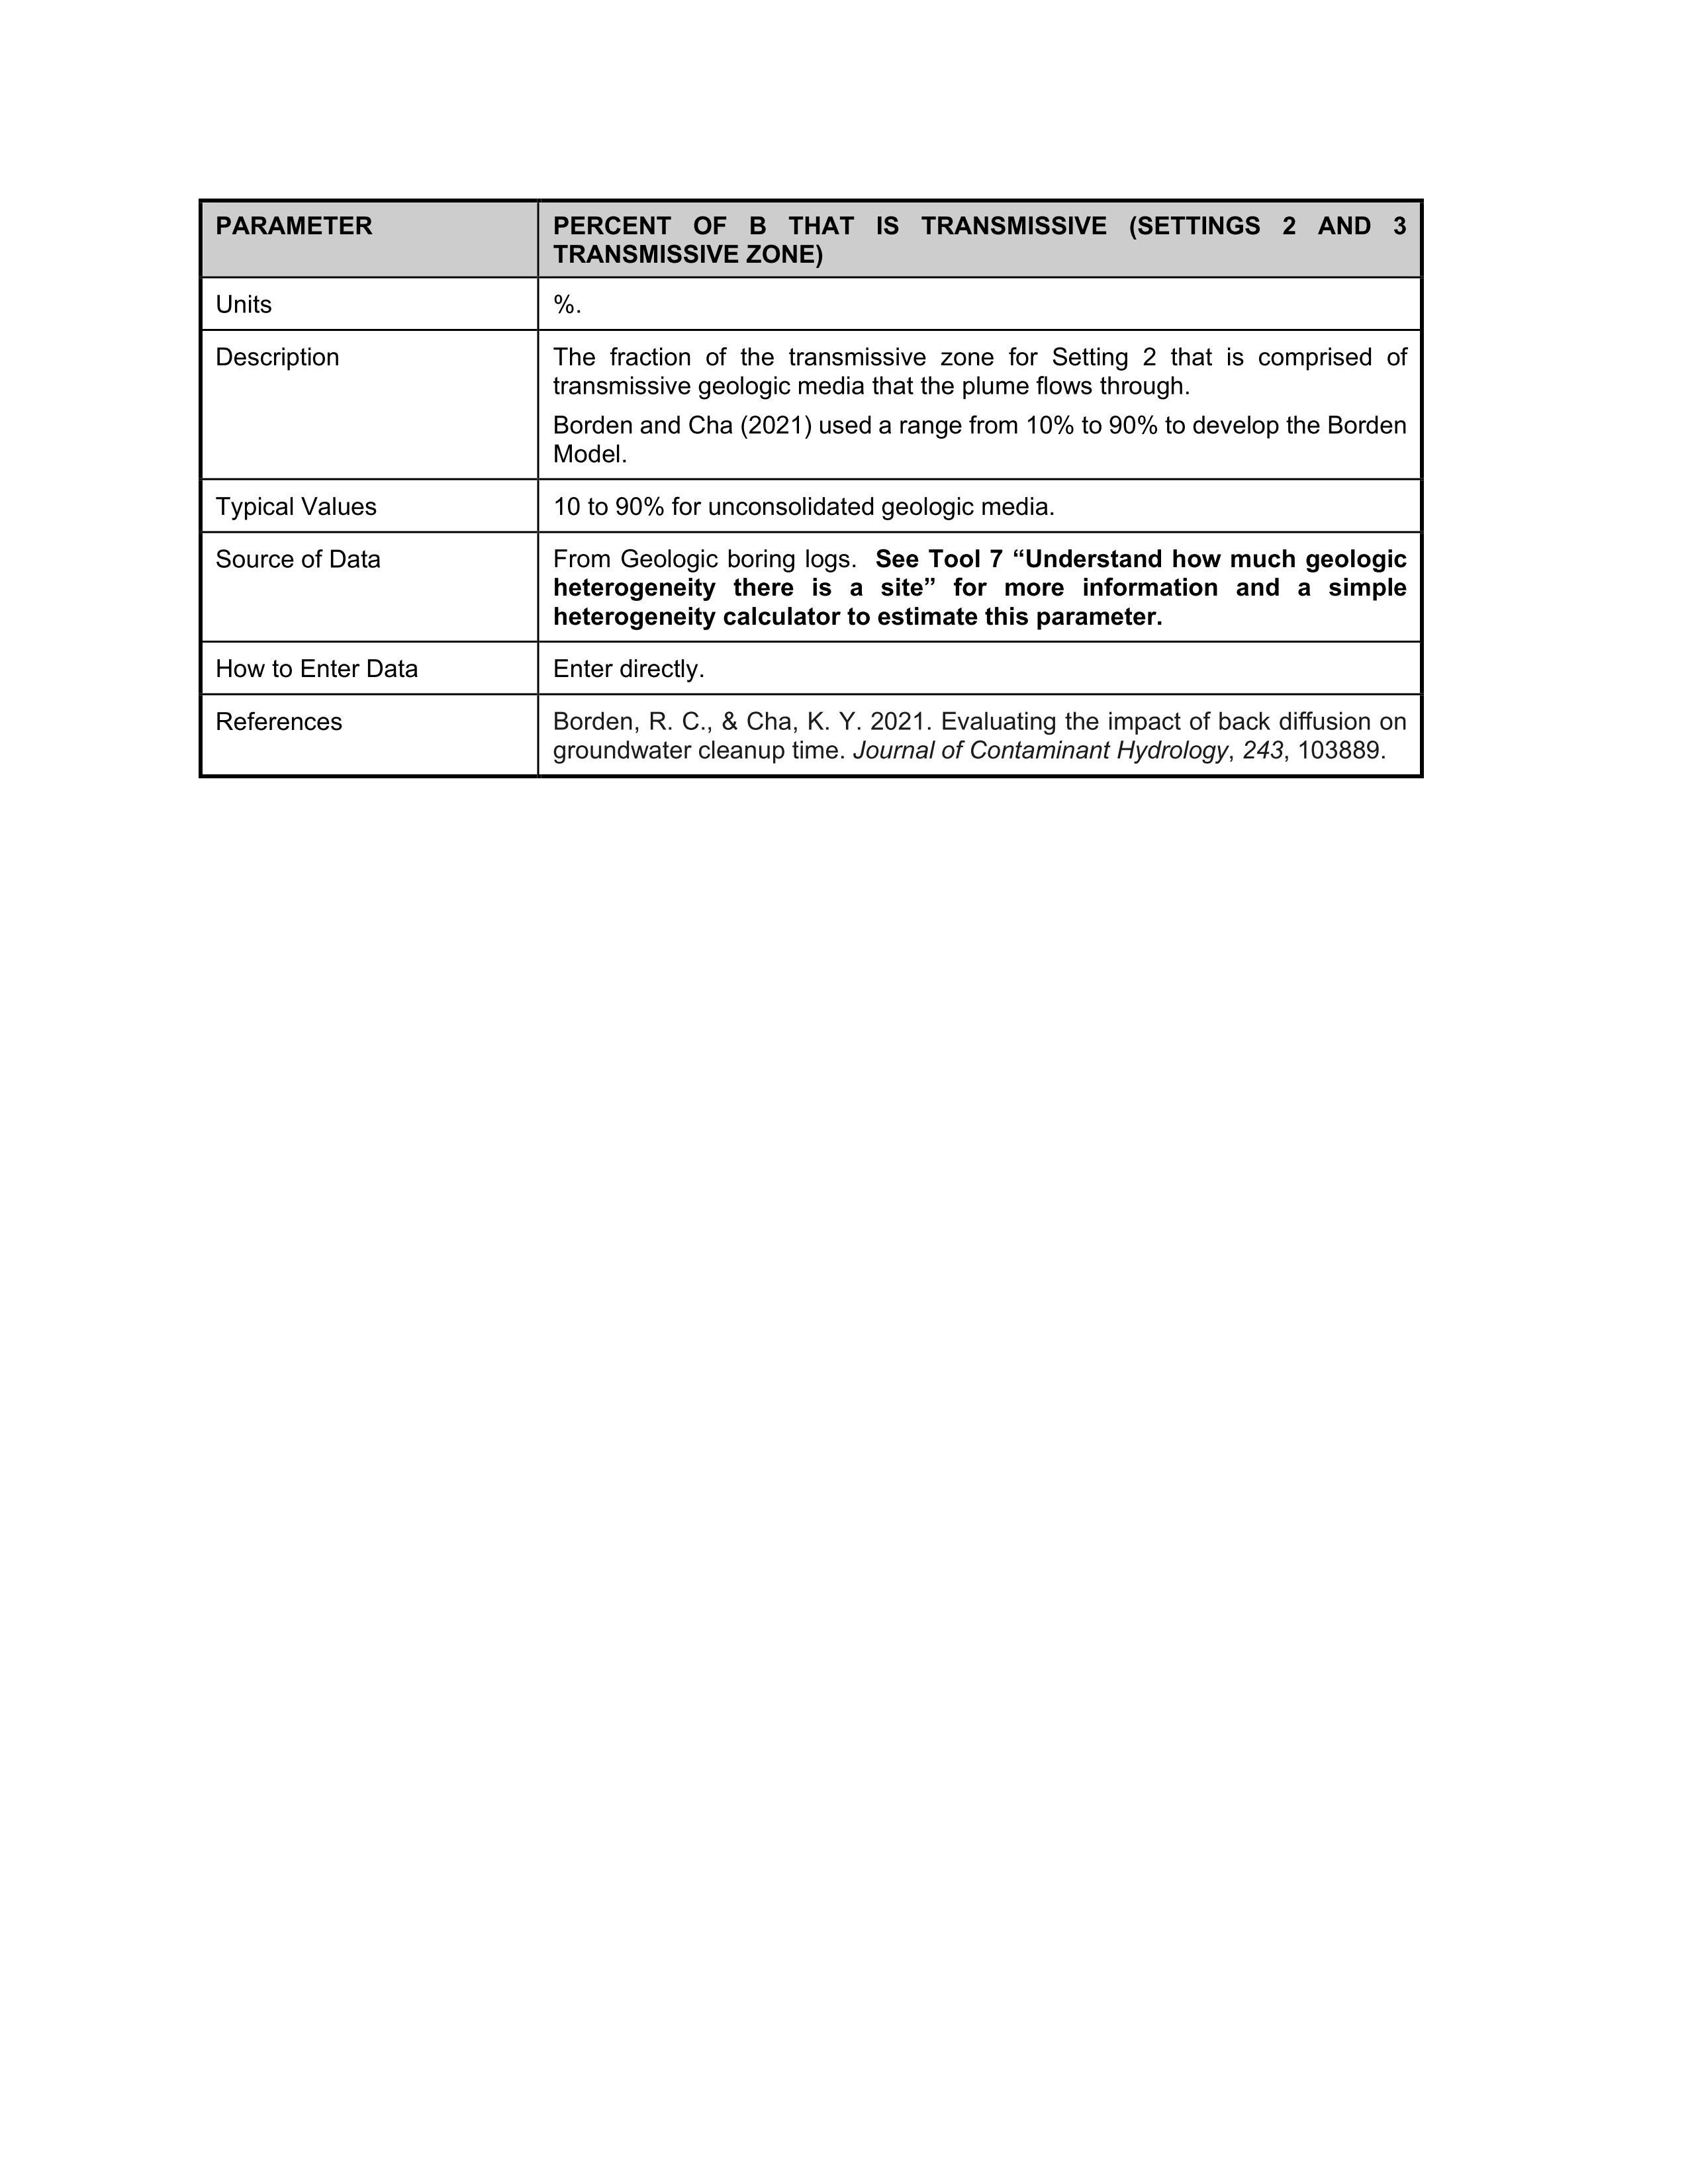 PARAMETER
PERCENT OF B THAT IS TRANSMISSIVE (SETTINGS 2 AND 3
TRANSMISSIVE ZONE)
Units
%.
Description
The fraction of the transmissive zone for Setting 2 that is comprised of
transmissive geologic media that the plume flows through.
Borden and Cha (2021) used a range from 10% to 90% to develop the Borden
Model.
Typical Values
10 to 90% for unconsolidated geologic media.
Source of Data
From Geologic boring logs.  See Tool 7 “Understand how much geologic
heterogeneity there is a site” for more information and a simple
heterogeneity calculator to estimate this parameter.
How to Enter Data
Enter directly.
References
Borden, R. C., & Cha, K. Y. 2021. Evaluating the impact of back diffusion on
groundwater cleanup time. Journal of Contaminant Hydrology, 243, 103889.